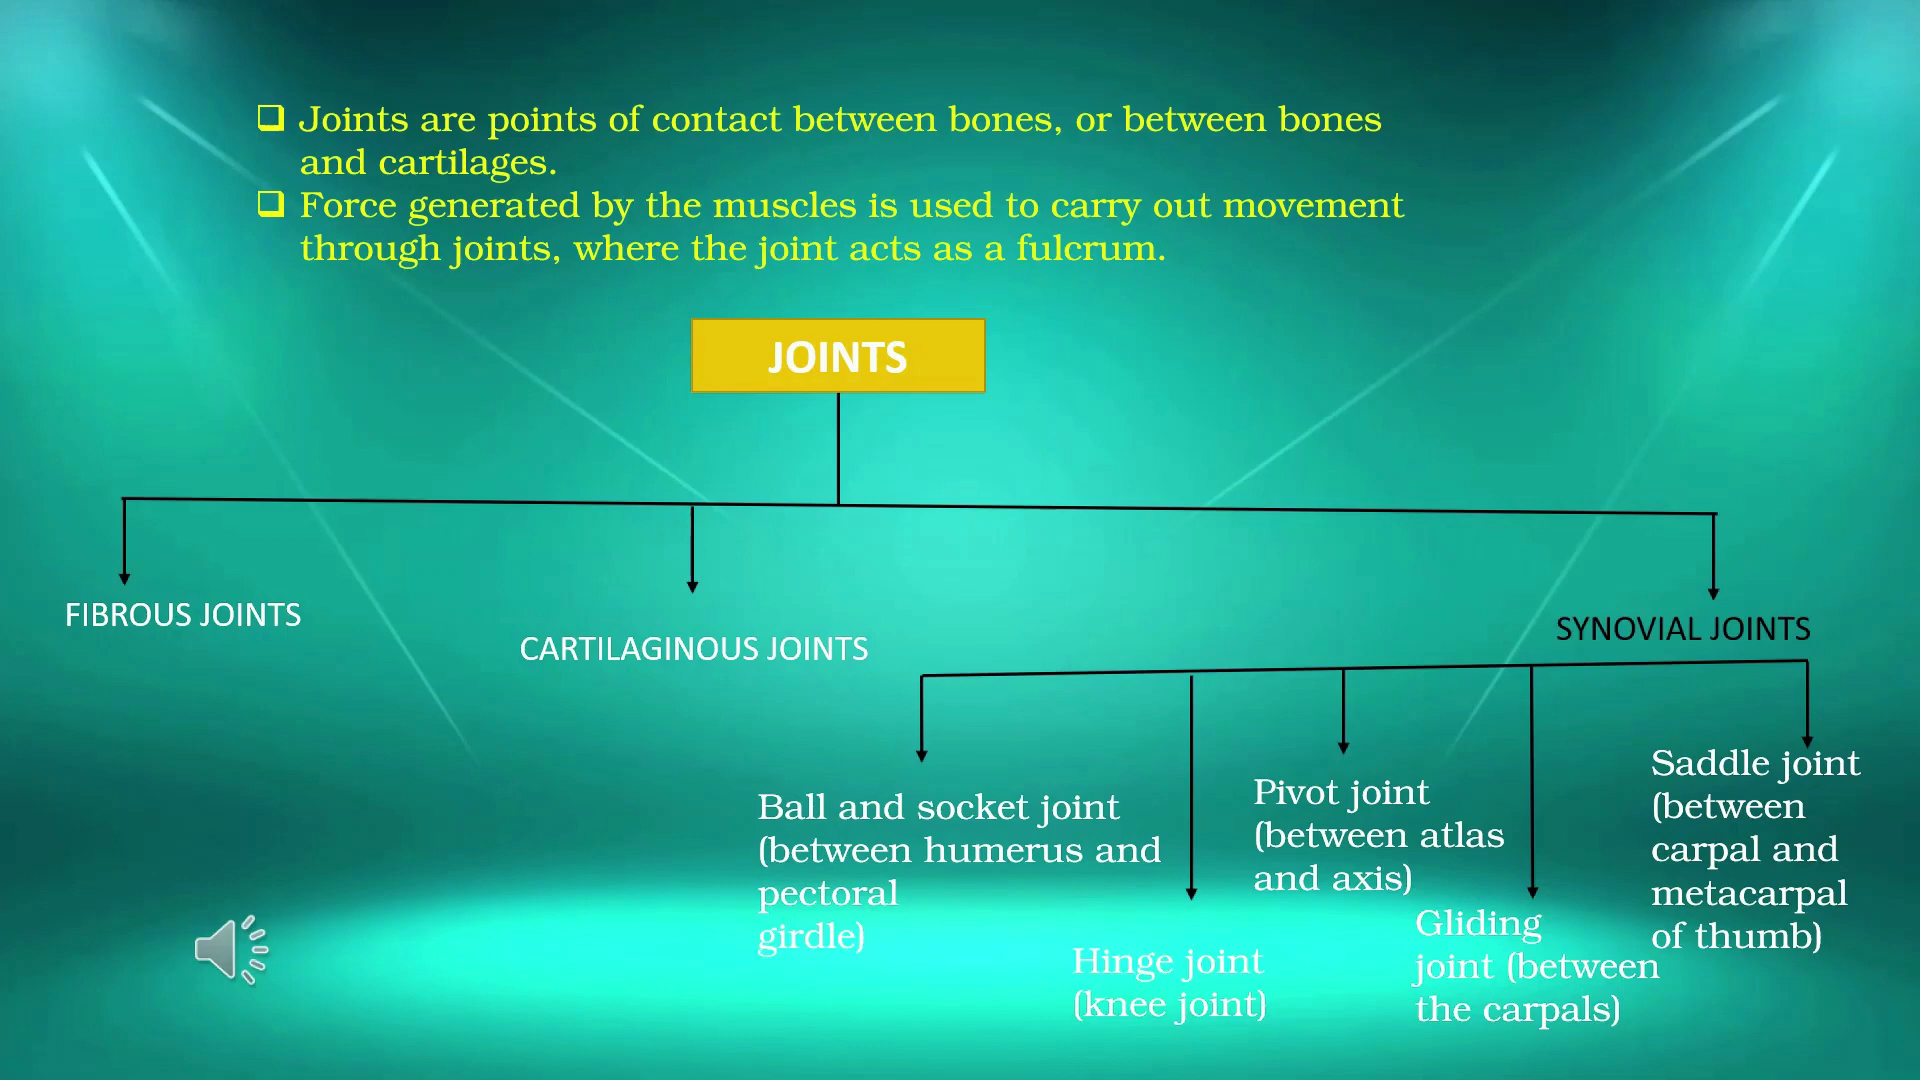 Joints are points of contact between bones, or between bones
and cartilages.
Force generated by the muscles is used to carry out movement
through joints, where the joint acts as a fulcrum.
JOINTS
FIBROUS JOINTS
CARTILAGINOUS JOINTS
SYNOVIAL JOINTS
Ball and socket joint
(between humerus and
pectoral
girdle)
Hinge joint
(knee joint)
Pivot joint
(between atlas
and axis)
Gliding
joint (between
the carpals)
Saddle joint
(between
carpal and
metacarpal
of thumb)